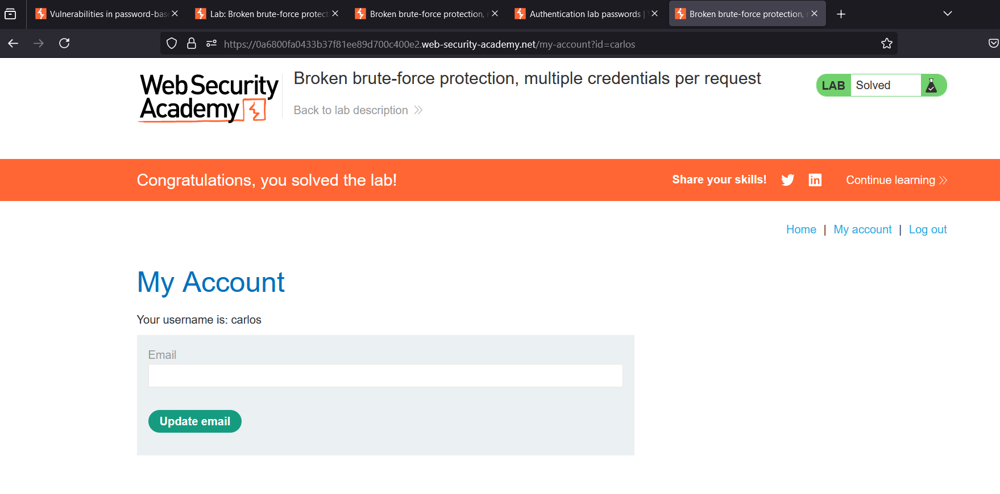 Vulnerabilities in password-bas
Lab: Broken brute-force protect
Broken brute-force protection,
Authentication lab passwords |
Broken brute-force protection,
https://0a6800fa0433b37f81ee89d700c400e2.web-security-academy.net/my-account?id=carlos
Web Security
Academy
Broken brute-force protection, multiple credentials per request
Back to lab description
LAB Solved
Congratulations, you solved the lab!
Share your skills!
Continue learning
Home | My account | Log out
My Account
Your username is: carlos
Email
Update email